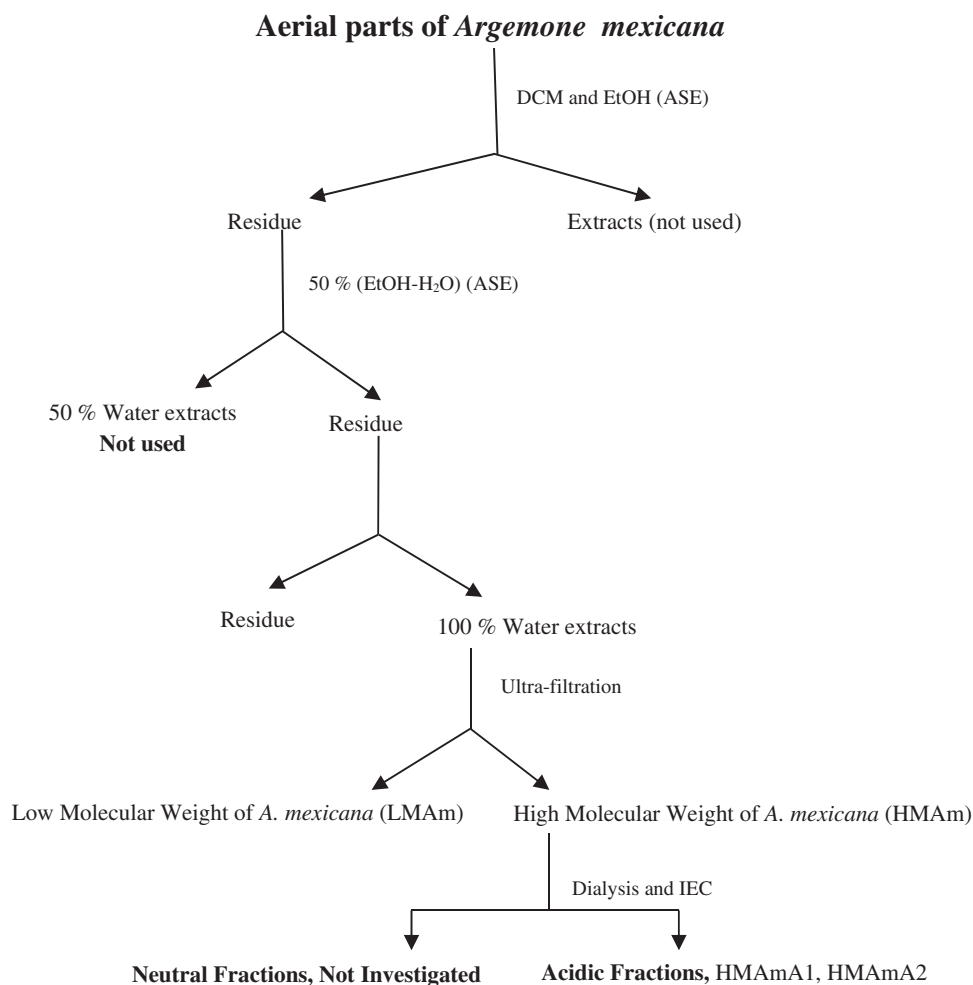 Aerial parts of Argemone mexicana
DCM and EtOH (ASE)
Residue
Extracts (not used)
50 % (EtOH-H₂O) (ASE)
50 % Water extracts
Not used
Residue
Residue
100 % Water extracts
Ultra-filtration
Low Molecular Weight of A. mexicana (LMAm)
High Molecular Weight of A. mexicana (HMAm)
Dialysis and IEC
Neutral Fractions, Not Investigated
Acidic Fractions, HMAmA1, HMAmA2